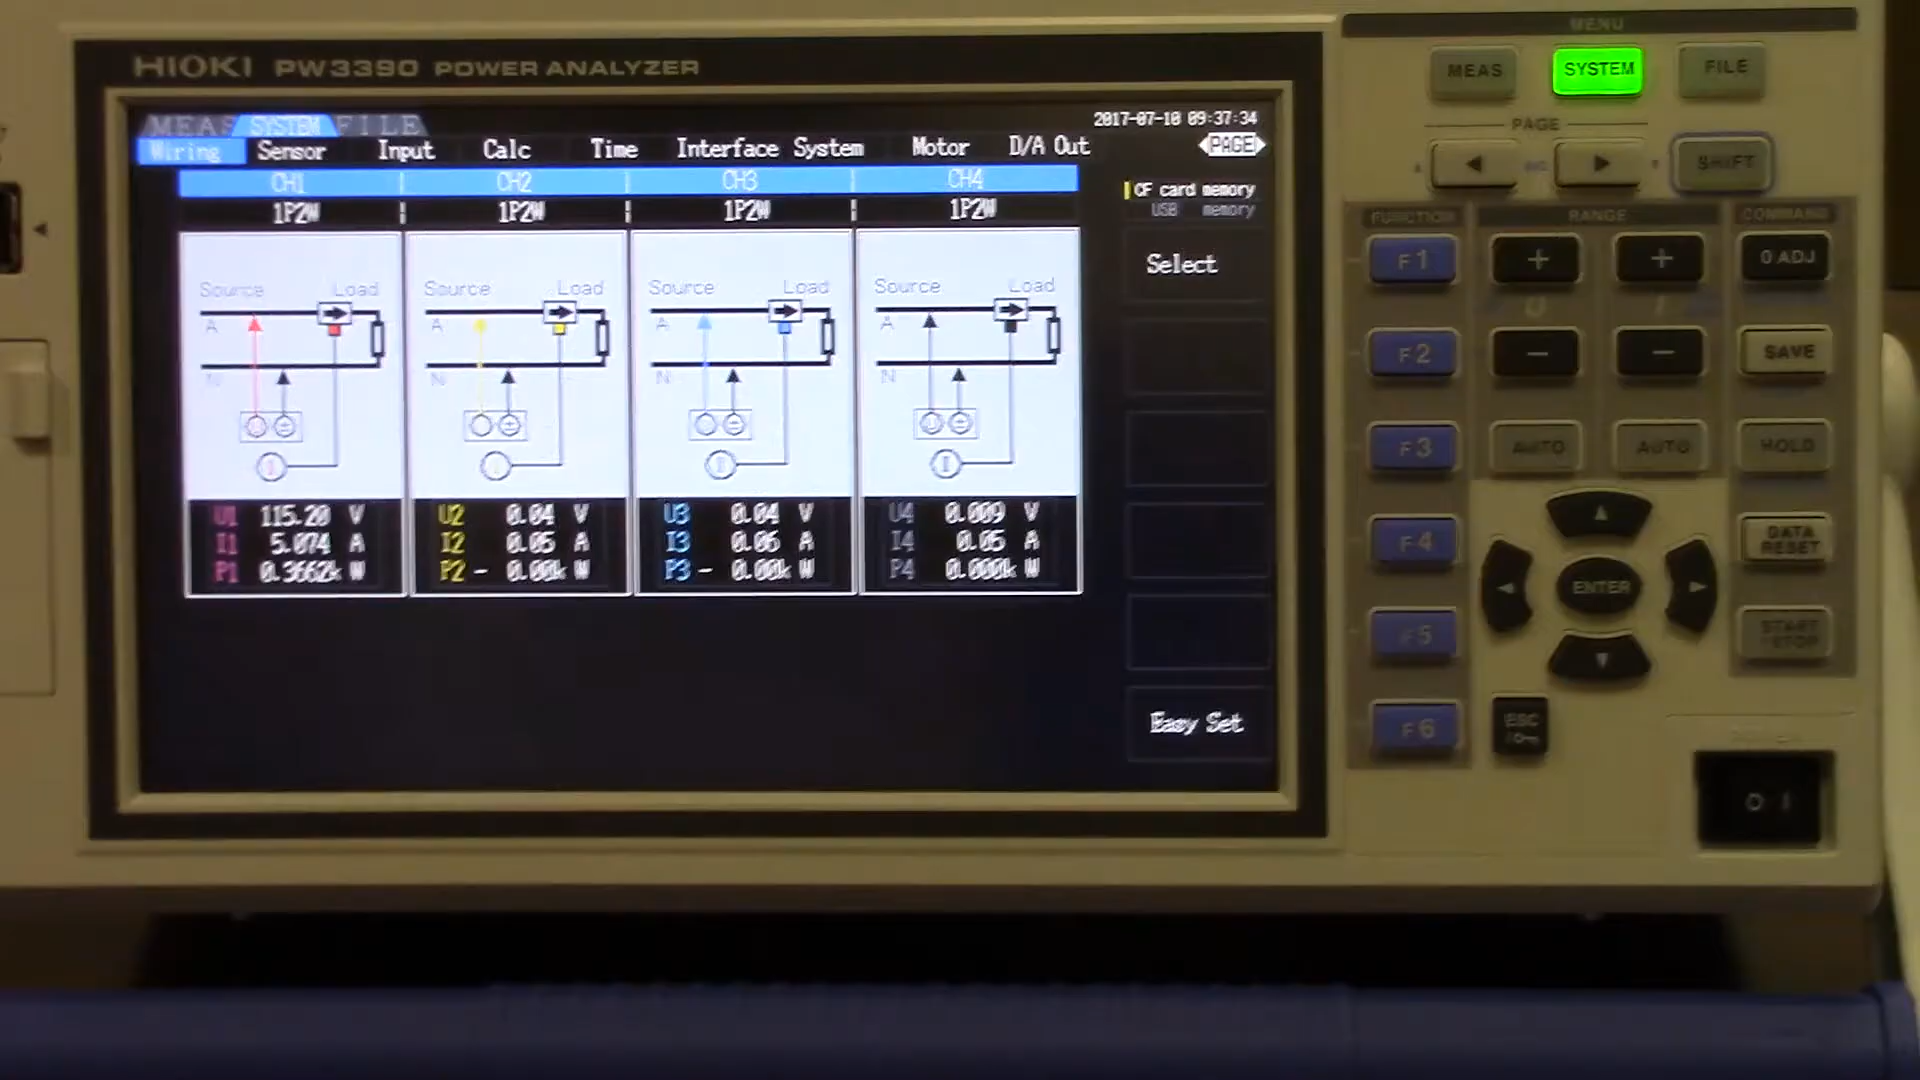 HIOKI PW3390 POWER ANALYZER
MEAS SYSTEM FILE
2017-07-10 09:37:34
Wiring Sensor Input Calc Time Interface System Motor D/A Out
PAGE
CH1 CH2 CH3 CH4
1P2W 1P2W 1P2W 1P2W
CF card memory
USB memory
Select
Source Load Source Load Source Load Source Load
A A A A
N N N N
U1 115.20 V
I1 5.074 A
P1 0.3662k W
U2 0.04 V
I2 0.05 A
P2 - 0.00k W
U3 0.04 V
I3 0.06 A
P3 - 0.00k W
U4 0.009 V
I4 0.05 A
P4 0.000k W
Easy Set
MENU
MEAS SYSTEM FILE
PAGE
SHIFT
FUNCTION RANGE COMMAND
F1 + + 0 ADJ
U I
F2 − − SAVE
F3 AUTO AUTO HOLD
F4 DATA RESET
ENTER
F5 START /STOP
F6 ESC
O I